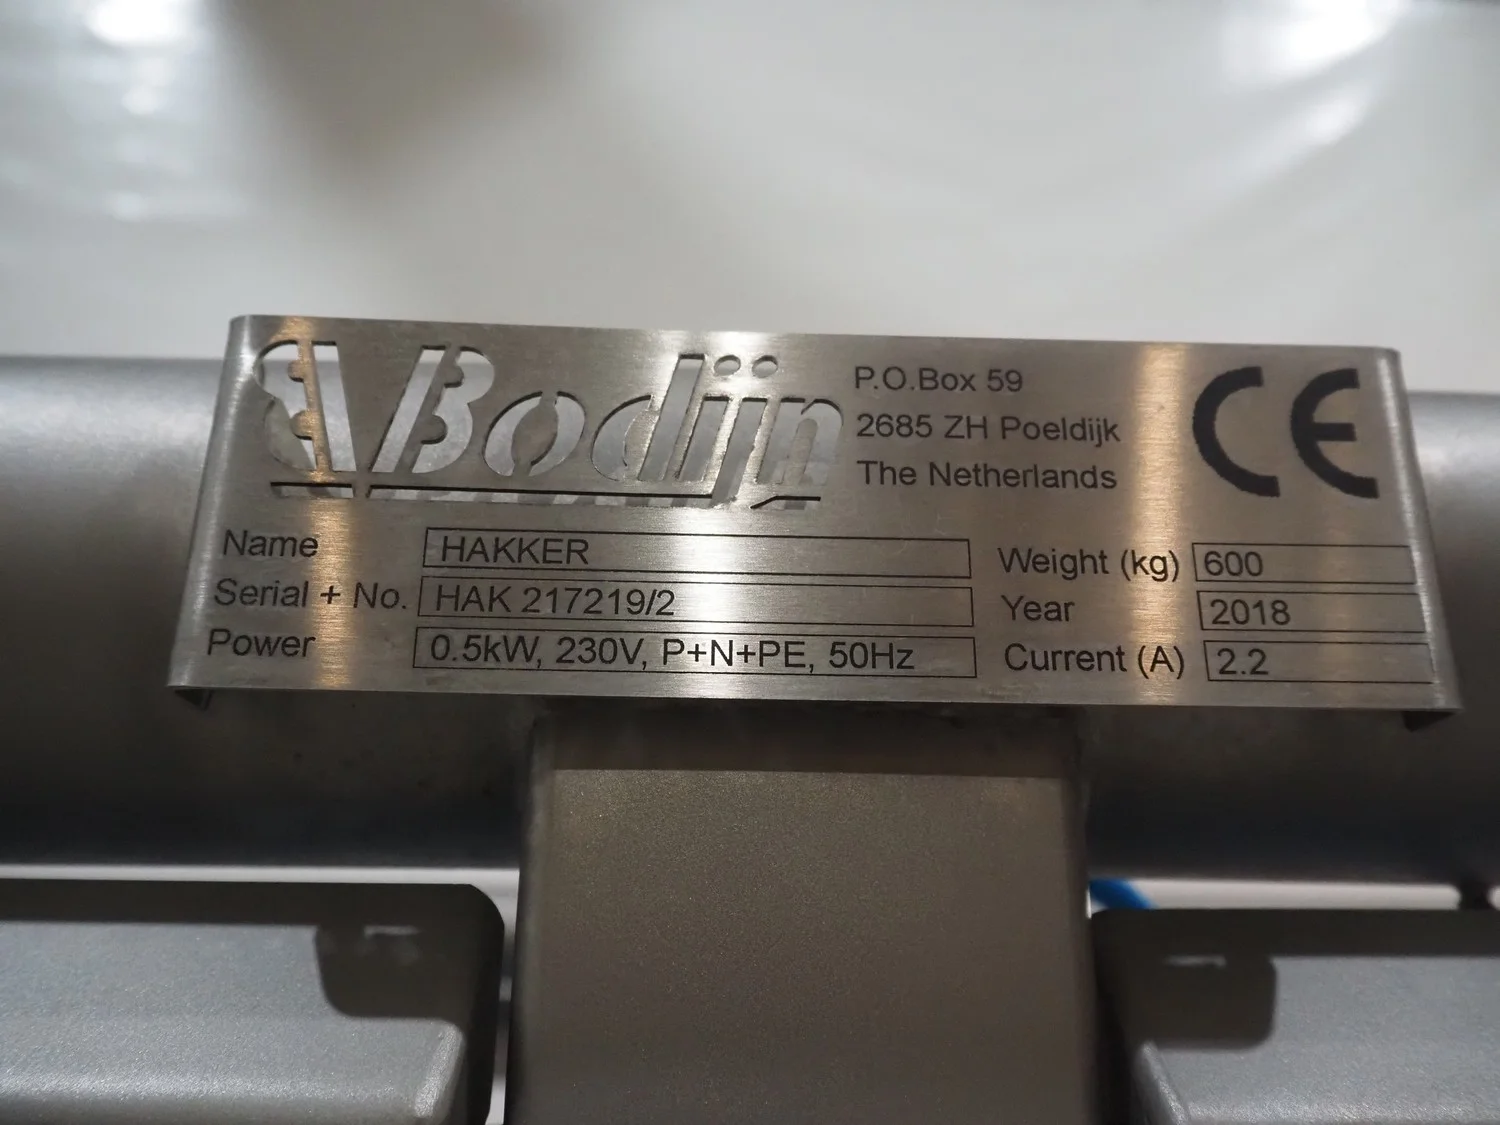 Bodijn
P.O.Box 59
2685 ZH Poeldijk
The Netherlands
CE
Name HAKKER
Weight (kg) 600
Serial + No. HAK 217219/2
Year 2018
Power 0.5kW, 230V, P+N+PE, 50Hz
Current (A) 2.2